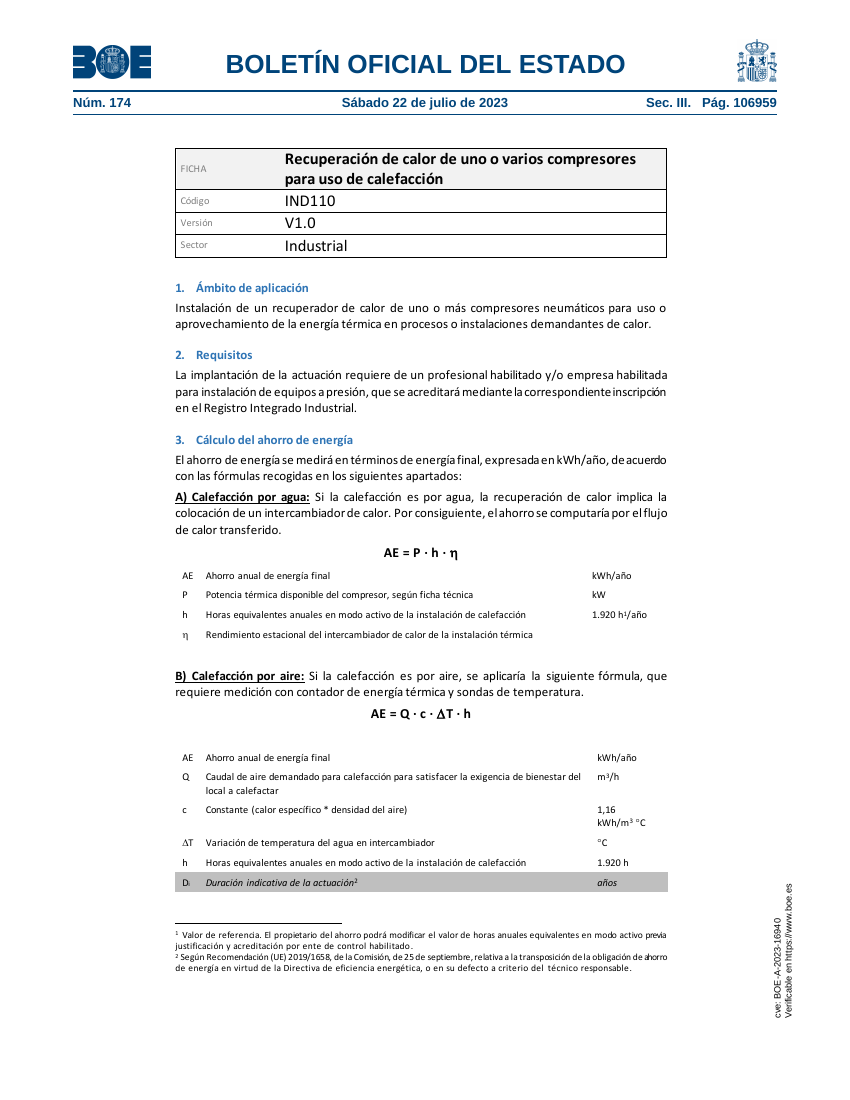 BOE
BOLETÍN OFICIAL DEL ESTADO
Núm. 174 Sábado 22 de julio de 2023 Sec. III. Pág. 106959
FICHA Recuperación de calor de uno o varios compresores
para uso de calefacción
Código IND110
Versión V1.0
Sector Industrial
1. Ámbito de aplicación
Instalación de un recuperador de calor de uno o más compresores neumáticos para uso o
aprovechamiento de la energía térmica en procesos o instalaciones demandantes de calor.
2. Requisitos
La implantación de la actuación requiere de un profesional habilitado y/o empresa habilitada
para instalación de equipos a presión, que se acreditará mediante la correspondiente inscripción
en el Registro Integrado Industrial.
3. Cálculo del ahorro de energía
El ahorro de energía se medirá en términos de energía final, expresada en kWh/año, de acuerdo
con las fórmulas recogidas en los siguientes apartados:
A) Calefacción por agua: Si la calefacción es por agua, la recuperación de calor implica la
colocación de un intercambiador de calor. Por consiguiente, el ahorro se computaría por el flujo
de calor transferido.
AE = P · h · η
AE Ahorro anual de energía final kWh/año
P Potencia térmica disponible del compresor, según ficha técnica kW
h Horas equivalentes anuales en modo activo de la instalación de calefacción 1.920 h¹/año
η Rendimiento estacional del intercambiador de calor de la instalación térmica
B) Calefacción por aire: Si la calefacción es por aire, se aplicaría la siguiente fórmula, que
requiere medición con contador de energía térmica y sondas de temperatura.
AE = Q · c · ΔT · h
AE Ahorro anual de energía final kWh/año
Q Caudal de aire demandado para calefacción para satisfacer la exigencia de bienestar del m³/h
local a calefactar
c Constante (calor específico * densidad del aire) 1,16
kWh/m³ °C
ΔT Variación de temperatura del agua en intercambiador °C
h Horas equivalentes anuales en modo activo de la instalación de calefacción 1.920 h
Di Duración indicativa de la actuación² años
¹ Valor de referencia. El propietario del ahorro podrá modificar el valor de horas anuales equivalentes en modo activo previa
justificación y acreditación por ente de control habilitado.
² Según Recomendación (UE) 2019/1658, de la Comisión, de 25 de septiembre, relativa a la transposición de la obligación de ahorro
de energía en virtud de la Directiva de eficiencia energética, o en su defecto a criterio del técnico responsable.
cve: BOE-A-2023-16940
Verificable en https://www.boe.es